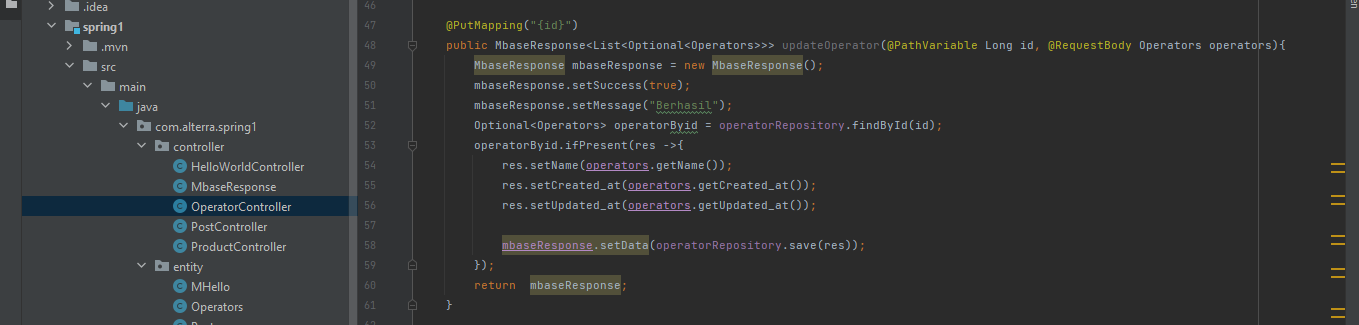 .idea
spring1
.mvn
src
main
java
com.alterra.spring1
controller
HelloWorldController
MbaseResponse
OperatorController
PostController
ProductController
entity
MHello
Operators
46
47 @PutMapping("{id}")
48 public MbaseResponse<List<Optional<Operators>>> updateOperator(@PathVariable Long id, @RequestBody Operators operators){
49 MbaseResponse mbaseResponse = new MbaseResponse();
50 mbaseResponse.setSuccess(true);
51 mbaseResponse.setMessage("Berhasil");
52 Optional<Operators> operatorByid = operatorRepository.findById(id);
53 operatorByid.ifPresent(res ->{
54 res.setName(operators.getName());
55 res.setCreated_at(operators.getCreated_at());
56 res.setUpdated_at(operators.getUpdated_at());
57
58 mbaseResponse.setData(operatorRepository.save(res));
59 });
60 return mbaseResponse;
61 }